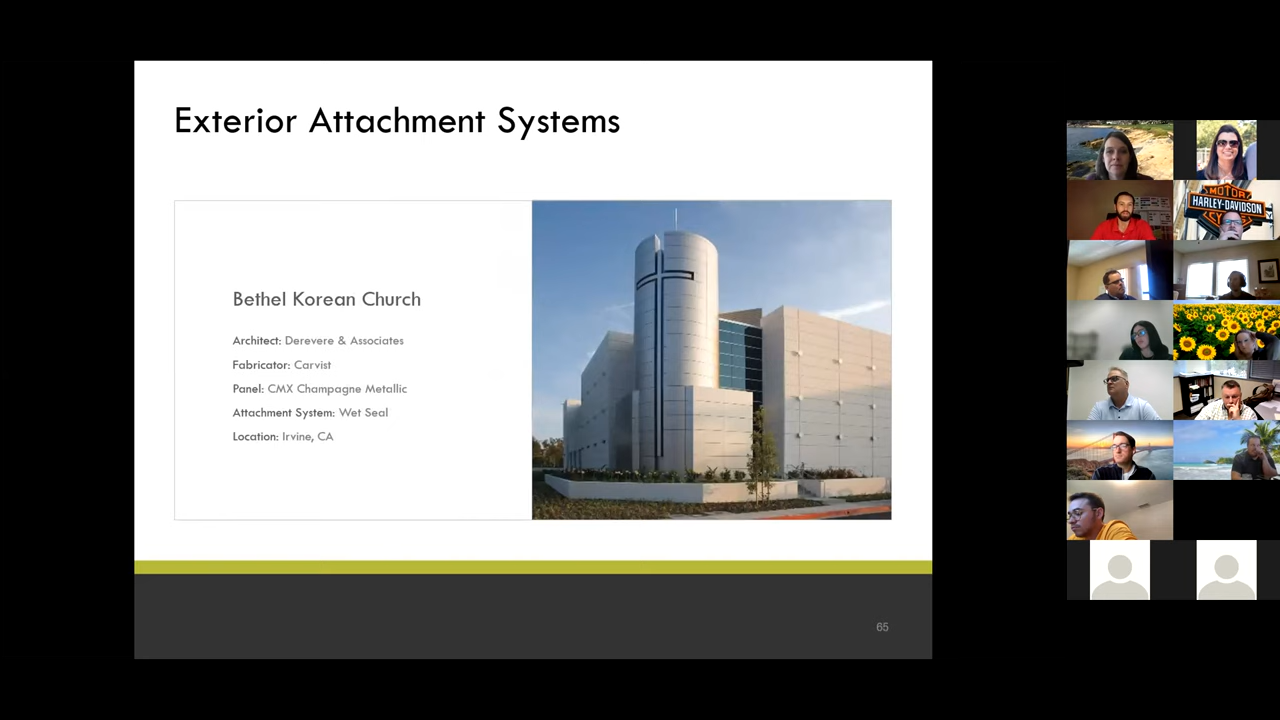 Exterior Attachment Systems
Bethel Korean Church
Architect: Derevere & Associates
Fabricator: Carvist
Panel: CMX Champagne Metallic
Attachment System: Wet Seal
Location: Irvine, CA
65
MOTOR
HARLEY-DAVIDSON